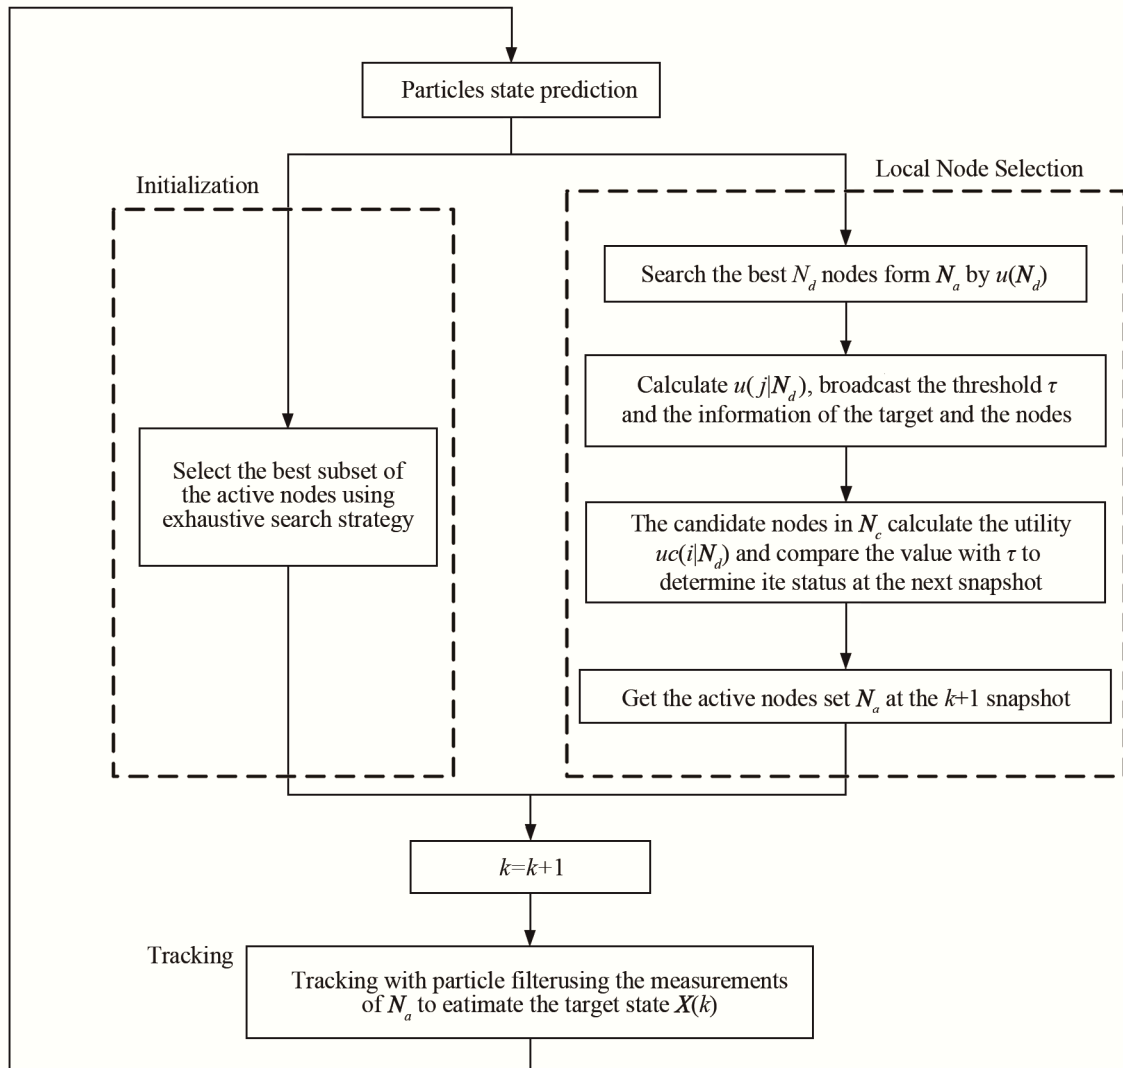 Particles state prediction
Initialization
Local Node Selection
Search the best N_d nodes form N_a by u(N_d)
Calculate u(j|N_d), broadcast the threshold τ
and the information of the target and the nodes
Select the best subset of
the active nodes using
exhaustive search strategy
The candidate nodes in N_c calculate the utility
uc(i|N_d) and compare the value with τ to
determine ite status at the next snapshot
Get the active nodes set N_a at the k+1 snapshot
k=k+1
Tracking
Tracking with particle filterusing the measurements
of N_a to eatimate the target state X(k)